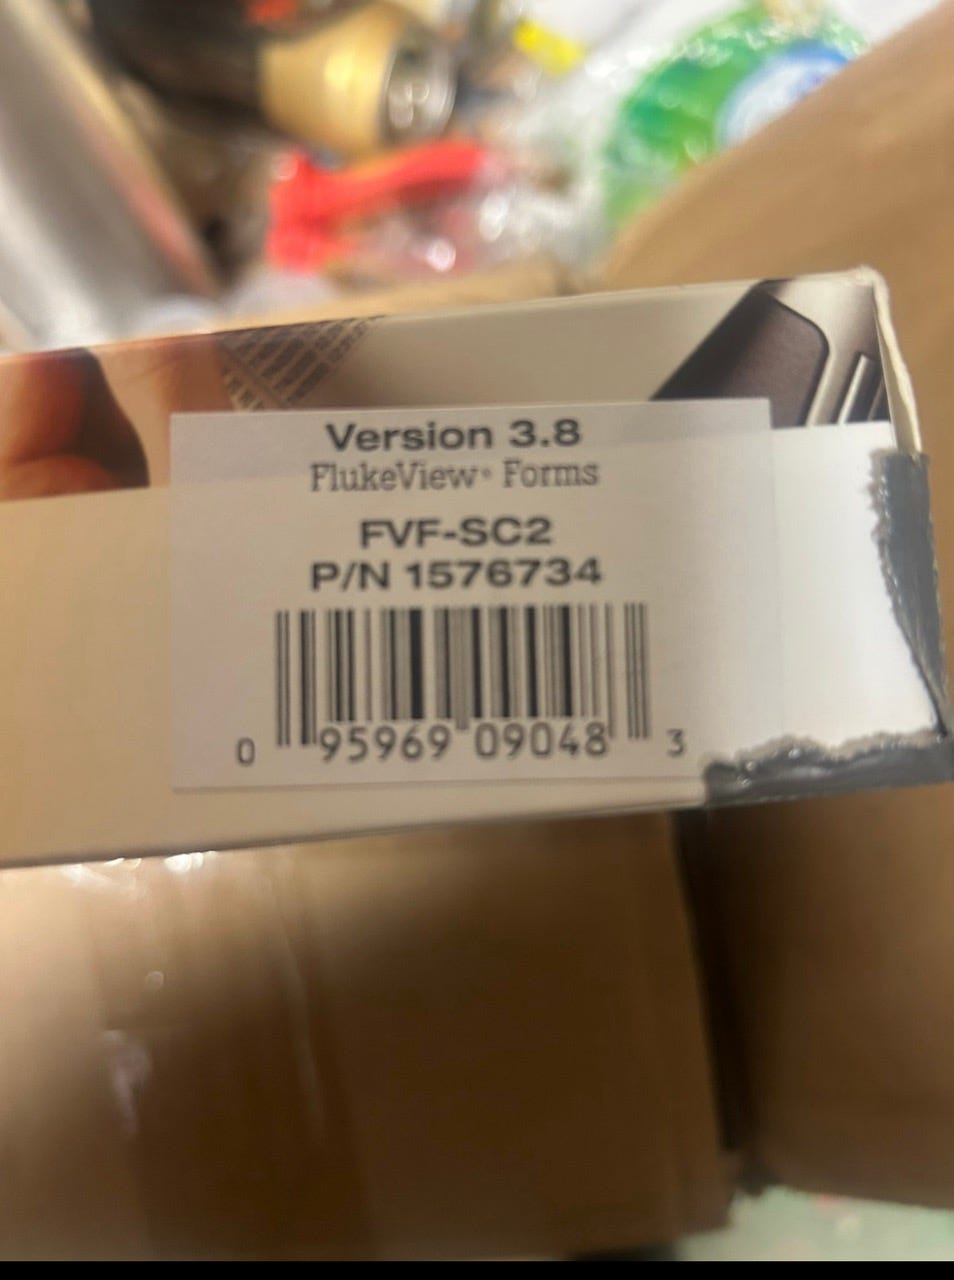 Version 3.8
FlukeView® Forms
FVF-SC2
P/N 1576734
0 95969 09048 3